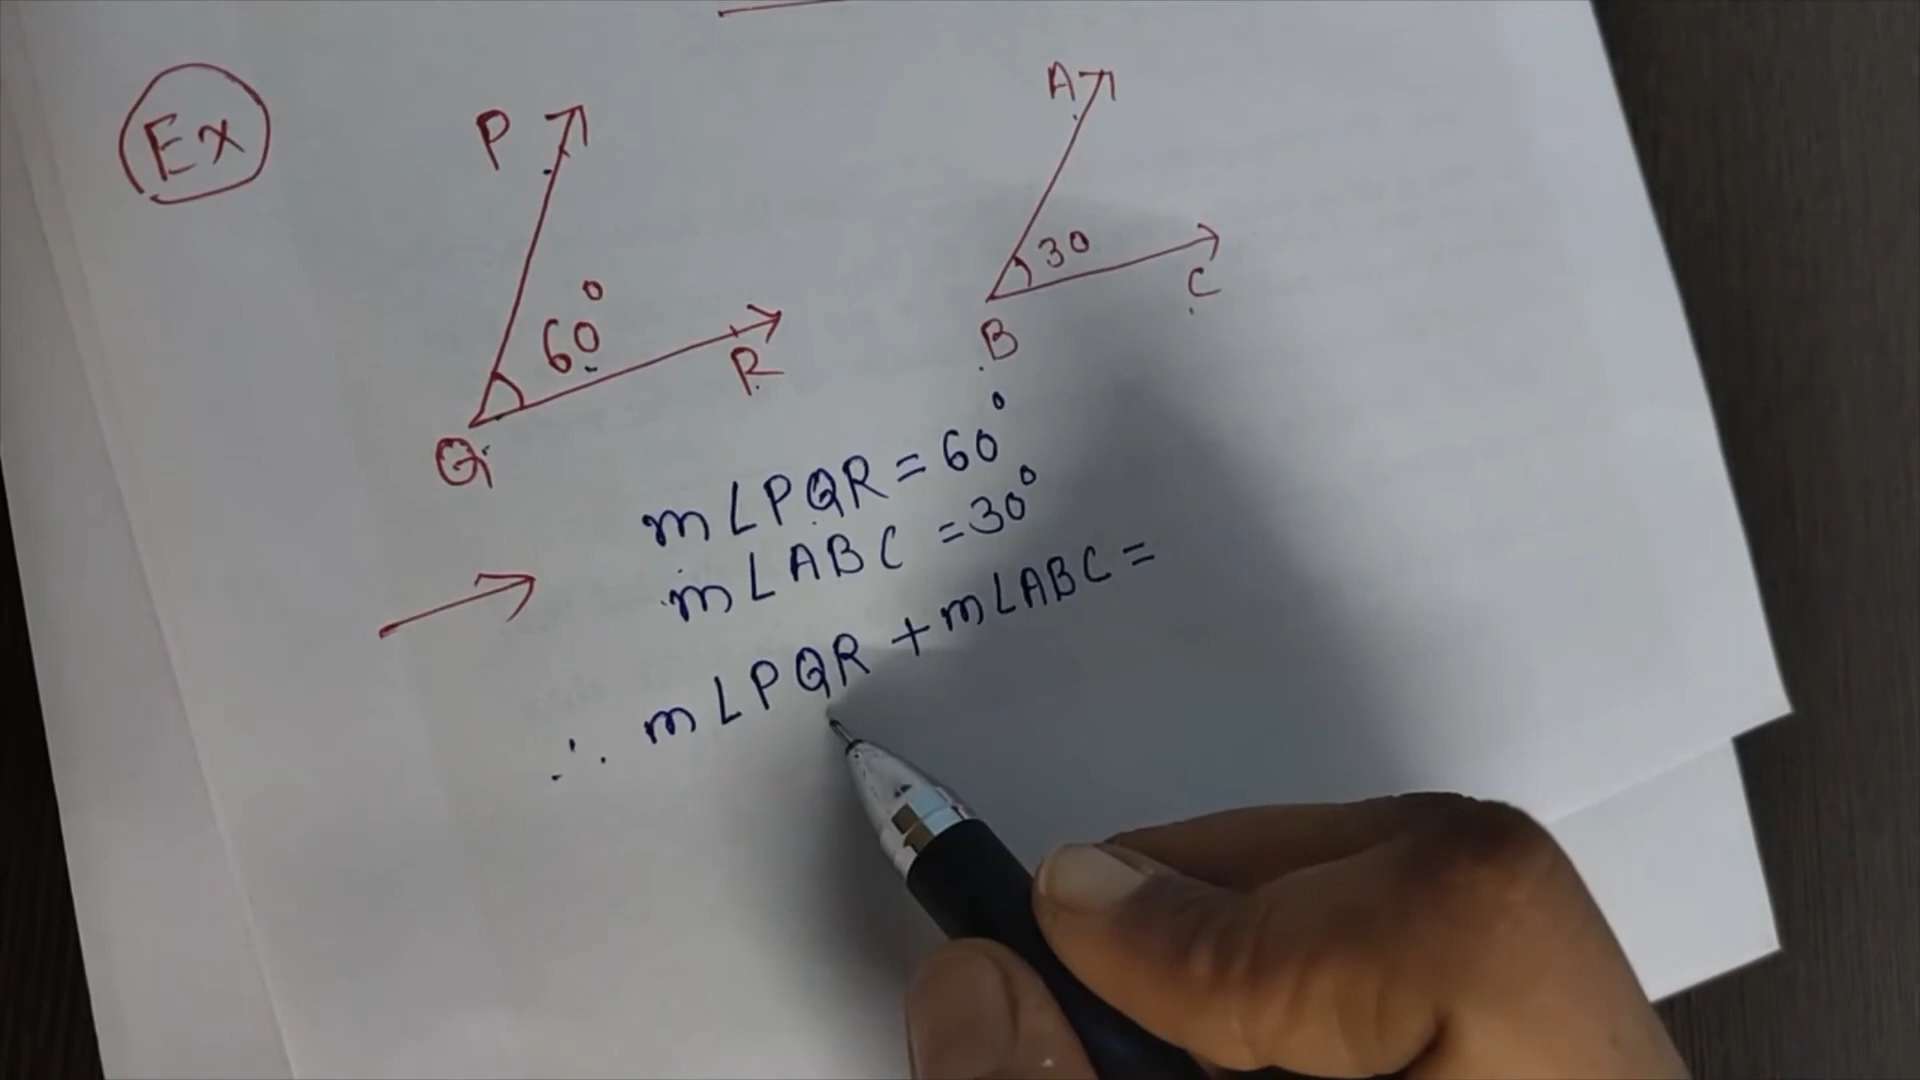 Ex
P
60°
R
Q
A
30
C
B
m∠PQR = 60°
m∠ABC = 30°
∴ m∠PQR + m∠ABC =